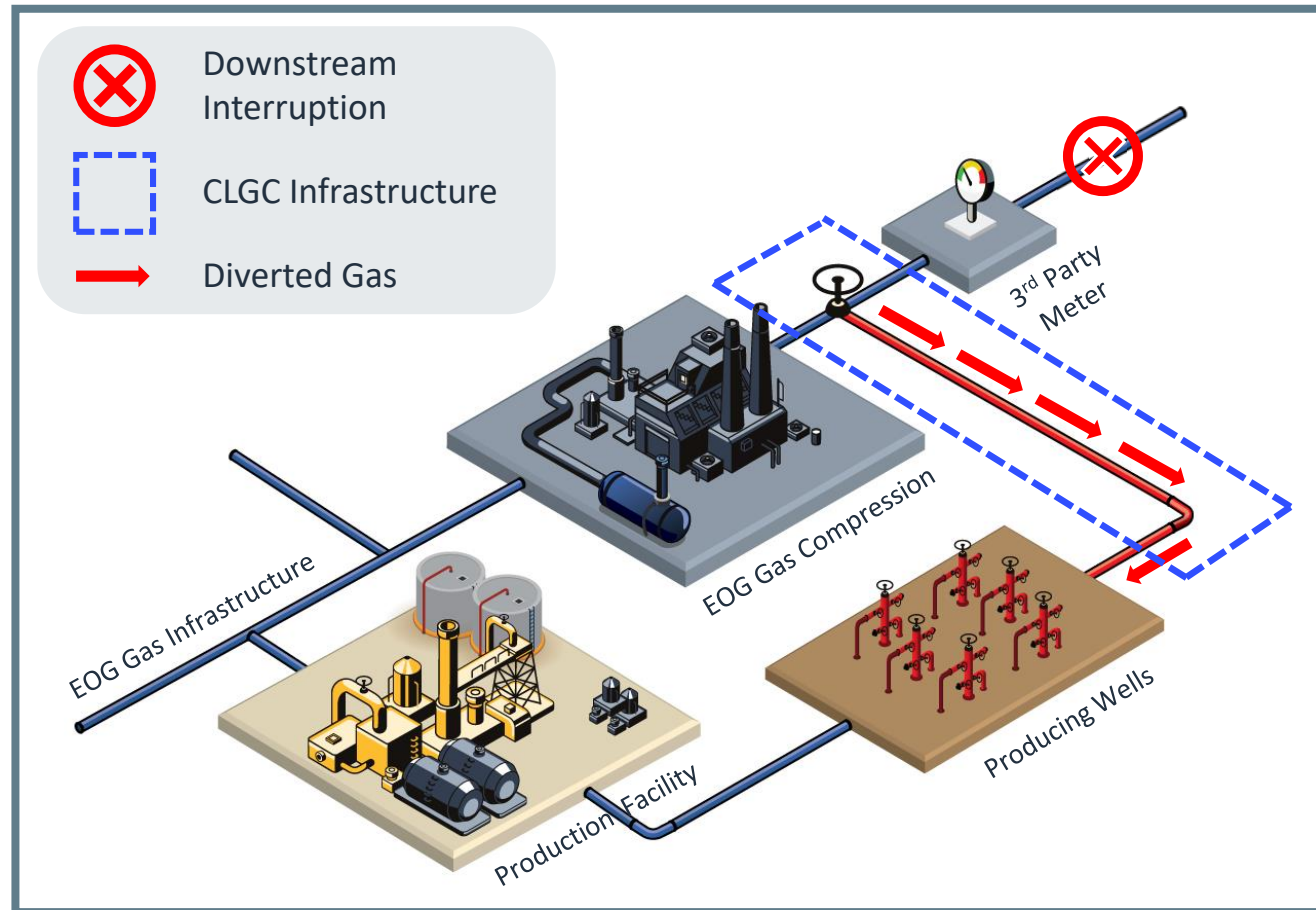 Downstream
Interruption
CLGC Infrastructure
Diverted Gas
3rd Party
Meter
EOG Gas Compression
EOG Gas Infrastructure
Producing Wells
Production Facility